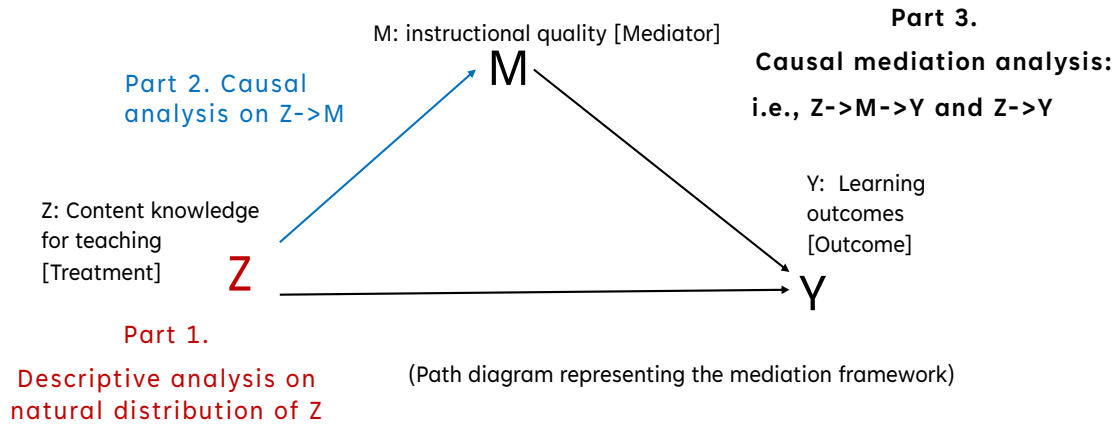 Part 3.
M: instructional quality [Mediator]
M
Causal mediation analysis:
i.e., Z->M->Y and Z->Y
Part 2. Causal
analysis on Z->M
Y:  Learning
outcomes
[Outcome]
Z: Content knowledge
for teaching
[Treatment]
Z
Y
Part 1.
Descriptive analysis on
natural distribution of Z
(Path diagram representing the mediation framework)